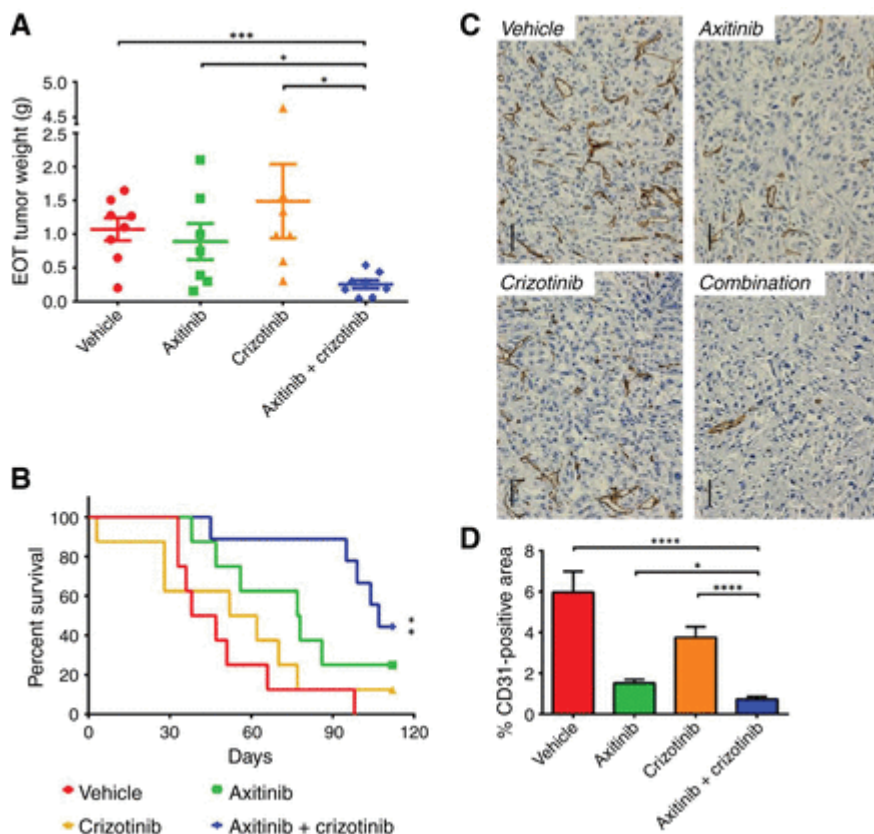 A
EOT tumor weight (g)
5.0
4.5
2.5
2.0
1.5
1.0
0.5
0.0
***
*
*
Vehicle
Axitinib
Crizotinib
Axitinib + crizotinib
B
Percent survival
100
80
60
40
20
0
0 30 60 90 120
Days
**
Vehicle
Axitinib
Crizotinib
Axitinib + crizotinib
C
Vehicle
Axitinib
Crizotinib
Combination
D
% CD31-positive area
8
6
4
2
0
****
*
****
Vehicle
Axitinib
Crizotinib
Axitinib + crizotinib